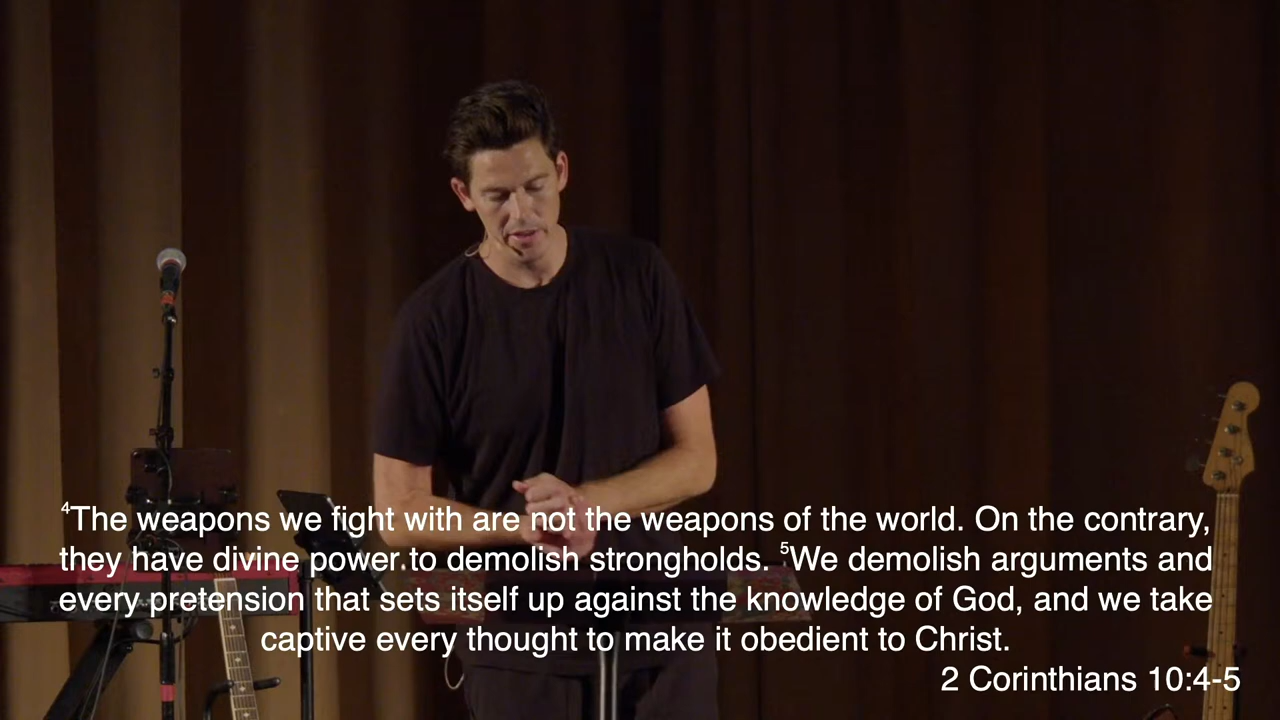 ⁴The weapons we fight with are not the weapons of the world. On the contrary,
they have divine power to demolish strongholds. ⁵We demolish arguments and
every pretension that sets itself up against the knowledge of God, and we take
captive every thought to make it obedient to Christ.
2 Corinthians 10:4-5